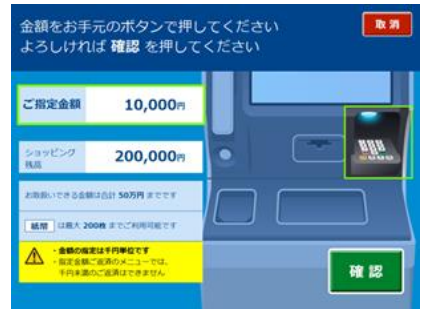 金額をお手元のボタンで押してください
よろしければ 確認 を押してください
取消
ご指定金額 10,000円
ショッピング
残高
200,000円
お取扱いできる金額は合計 50万円 までです
紙幣 は最大 200枚 までご利用可能です
・金額の指定は千円単位です
・指定金額ご返済のメニューでは、
千円未満のご返済はできません
確認